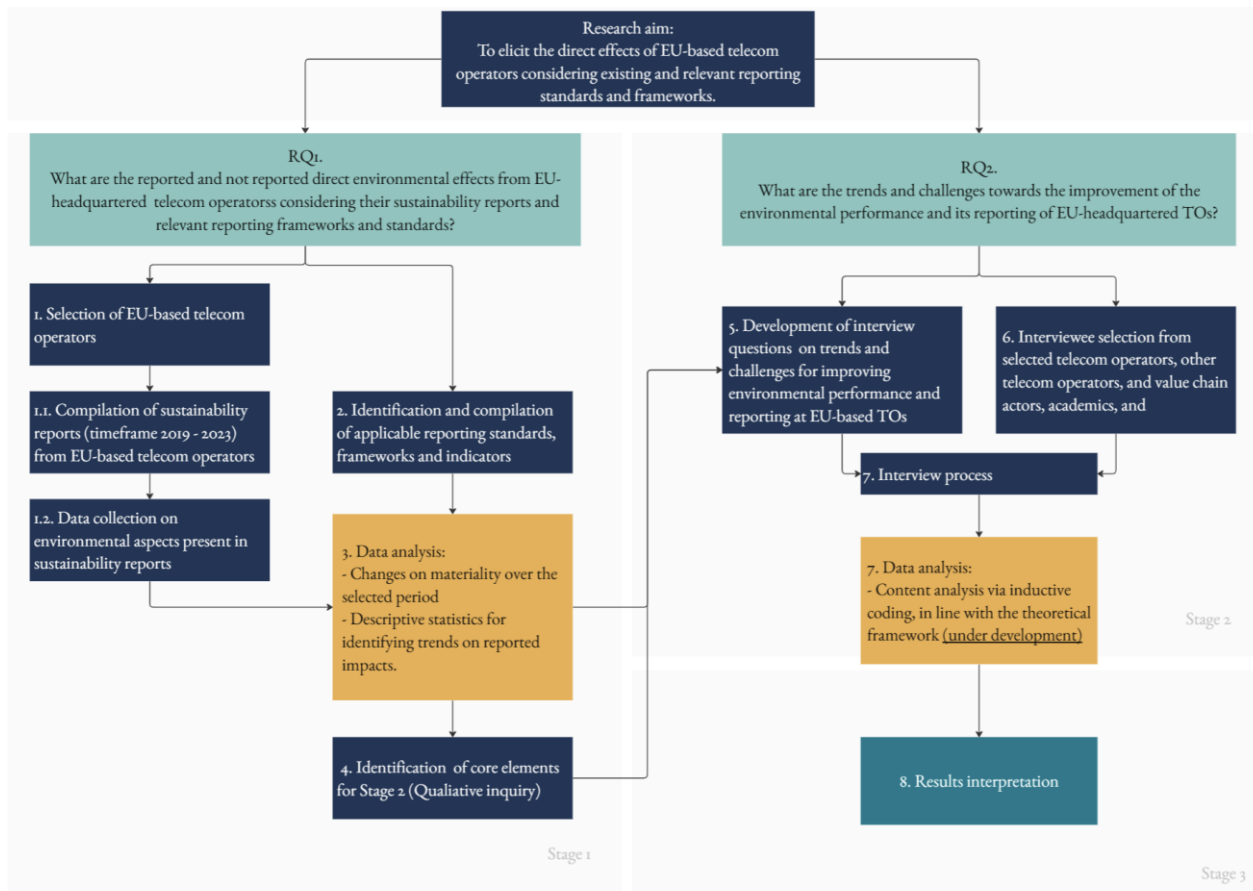 Research aim:
To elicit the direct effects of EU-based telecom
operators considering existing and relevant reporting
standards and frameworks.
RQ1.
What are the reported and not reported direct environmental effects from EU-
headquartered telecom operatorss considering their sustainability reports and
relevant reporting frameworks and standards?
1. Selection of EU-based telecom
operators
1.1. Compilation of sustainability
reports (timeframe 2019 - 2023)
from EU-based telecom operators
1.2. Data collection on
environmental aspects present in
sustainability reports
2. Identification and compilation
of applicable reporting standards,
frameworks and indicators
3. Data analysis:
- Changes on materiality over the
selected period
- Descriptive statistics for
identifying trends on reported
impacts.
4. Identification of core elements
for Stage 2 (Qualiative inquiry)
Stage 1
RQ2.
What are the trends and challenges towards the improvement of the
environmental performance and its reporting of EU-headquartered TOs?
5. Development of interview
questions on trends and
challenges for improving
environmental performance and
reporting at EU-based TOs
6. Interviewee selection from
selected telecom operators, other
telecom operators, and value chain
actors, academics, and
7. Interview process
7. Data analysis:
- Content analysis via inductive
coding, in line with the theoretical
framework (under development)
Stage 2
8. Results interpretation
Stage 3